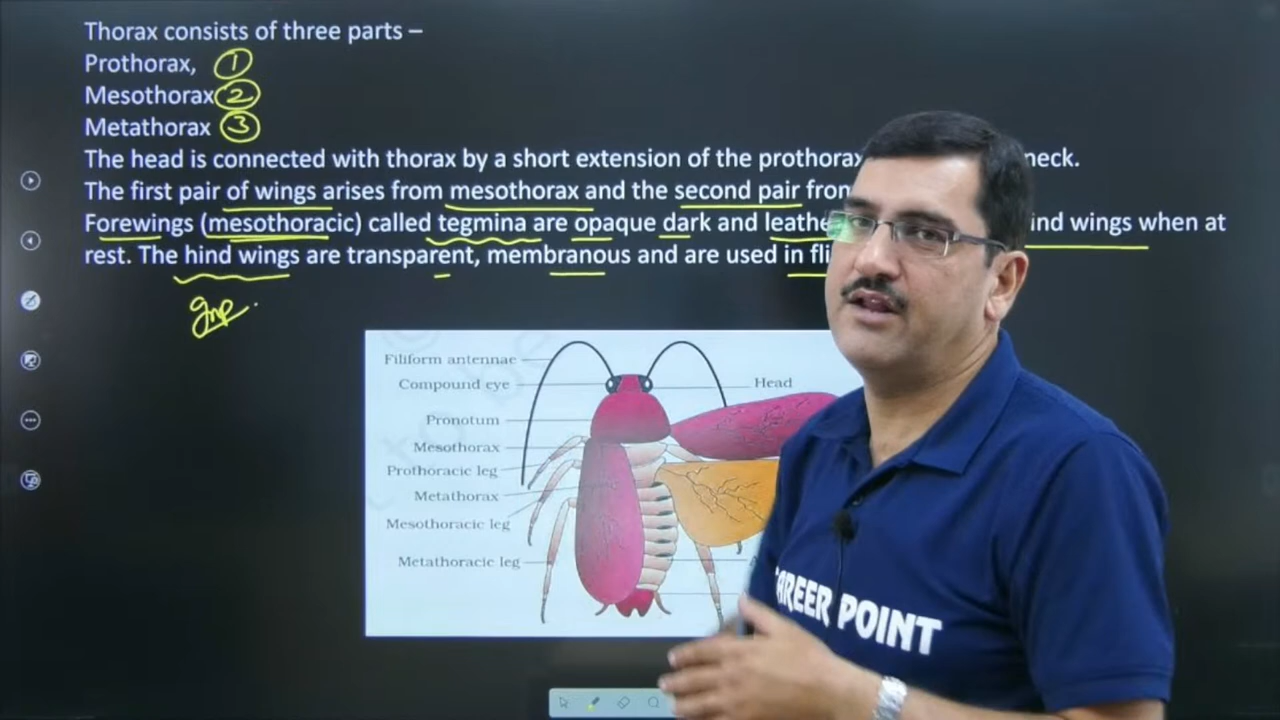 Thorax consists of three parts –
Prothorax, 1
Mesothorax 2
Metathorax 3
The head is connected with thorax by a short extension of the prothorax neck.
The first pair of wings arises from mesothorax and the second pair from
Forewings (mesothoracic) called tegmina are opaque dark and leathe ind wings when at
rest. The hind wings are transparent, membranous and are used in fli
Filiform antennae
Compound eye
Head
Pronotum
Mesothorax
Prothoracic leg
Metathorax
Mesothoracic leg
Metathoracic leg
CAREER POINT